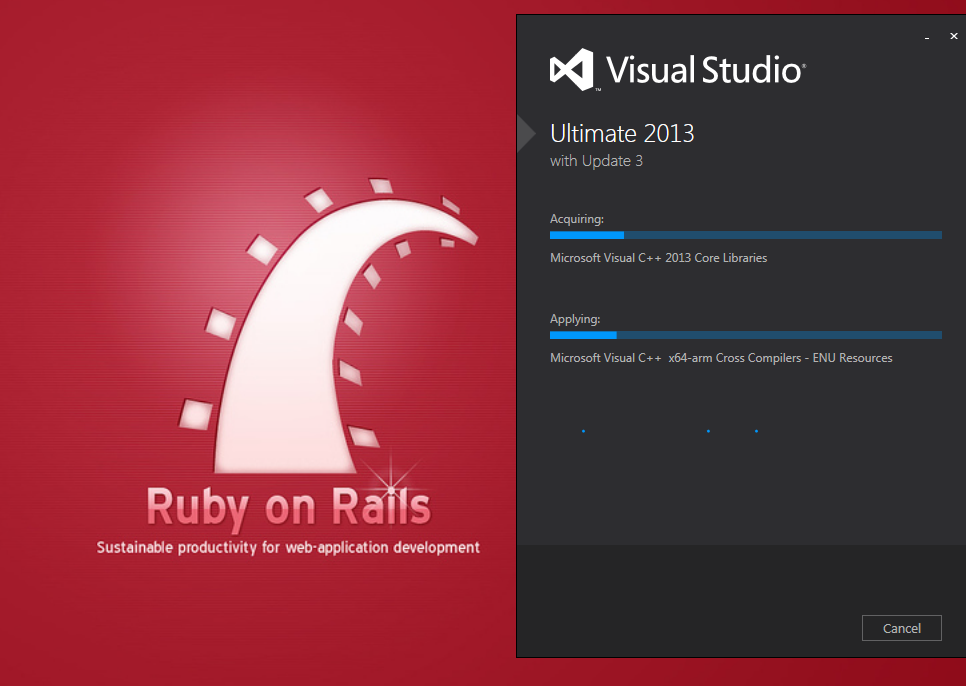 Visual Studio®
™
Ultimate 2013
with Update 3
Acquiring:
Microsoft Visual C++ 2013 Core Libraries
Applying:
Microsoft Visual C++  x64-arm Cross Compilers - ENU Resources
Cancel
Ruby on Rails
Sustainable productivity for web-application development